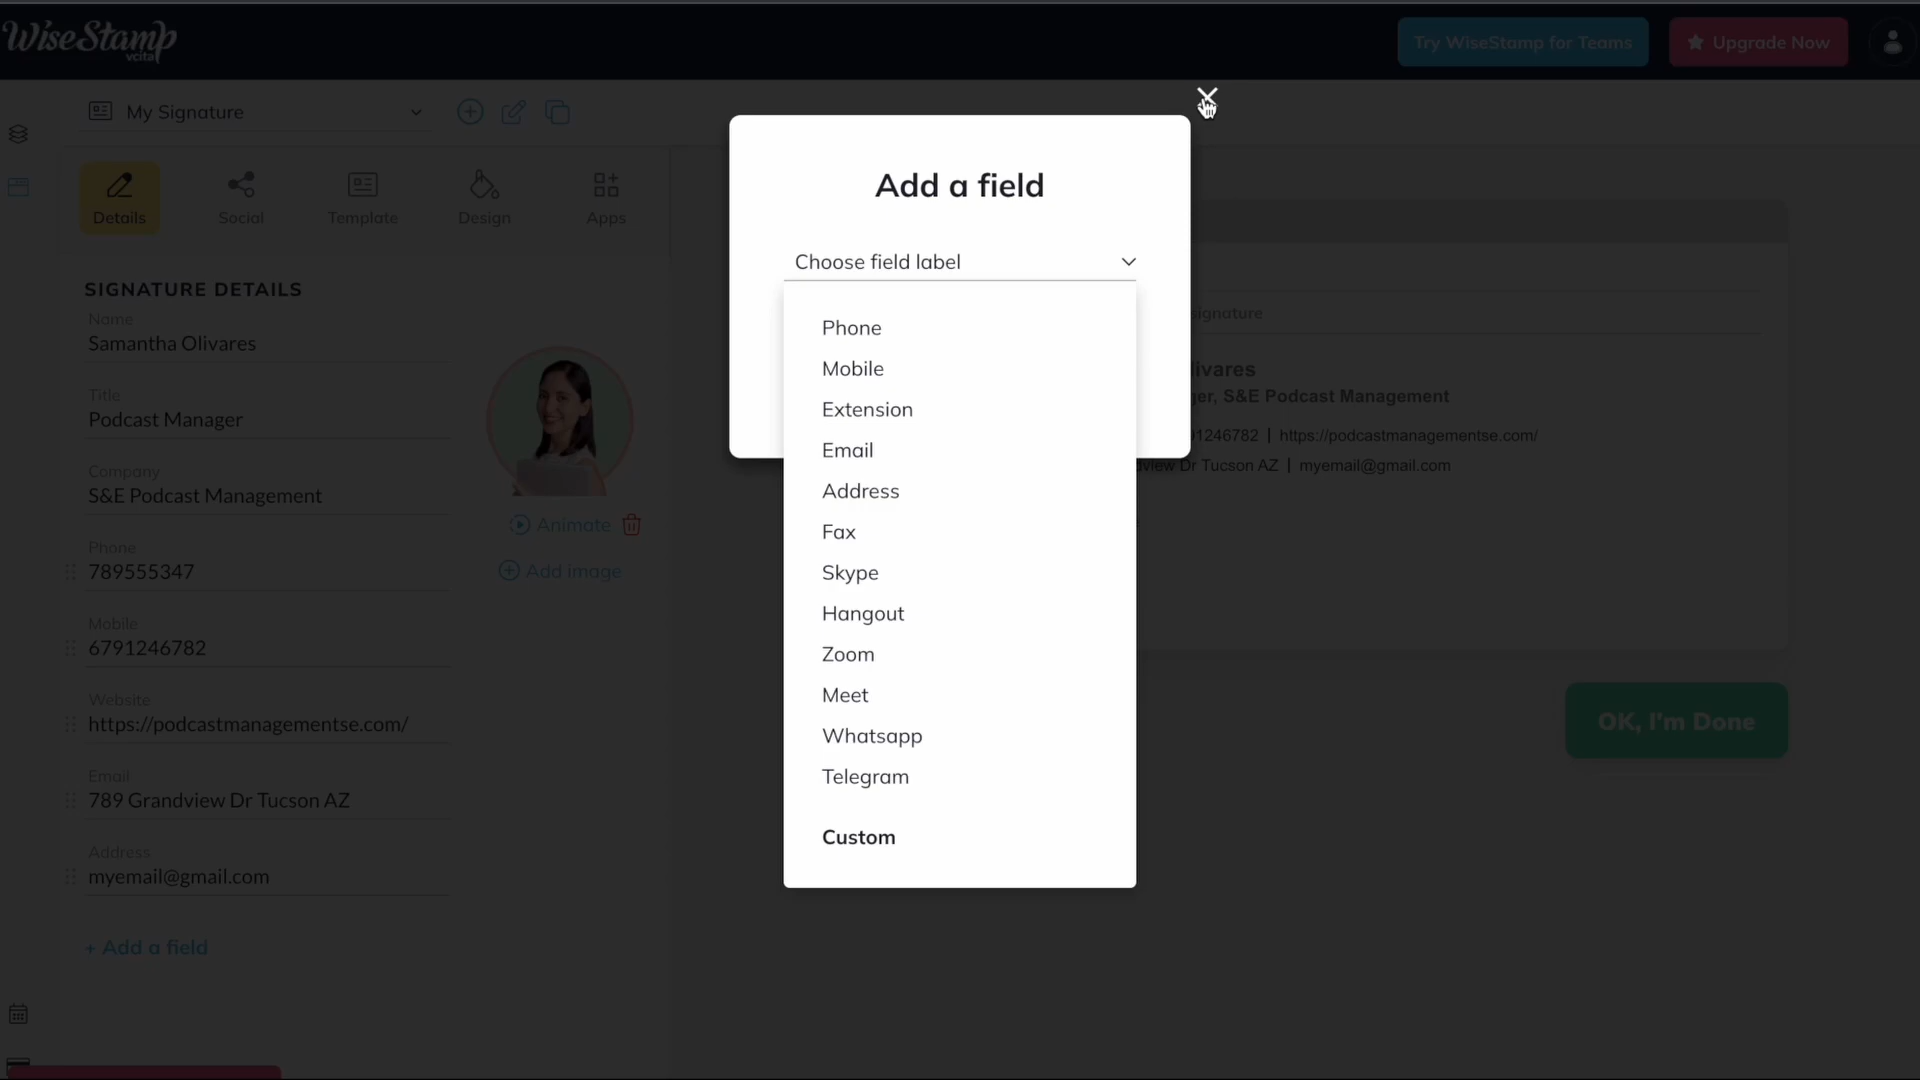 WiseStamp
vcita
Try WiseStamp for Teams
Upgrade Now
My Signature
Details
Social
Template
Design
Apps
SIGNATURE DETAILS
Name
Samantha Olivares
Title
Podcast Manager
Company
S&E Podcast Management
Phone
789555347
Mobile
6791246782
Website
https://podcastmanagementse.com/
Email
789 Grandview Dr Tucson AZ
Address
myemail@gmail.com
+ Add a field
Animate
Add image
Add a field
Choose field label
Phone
Mobile
Extension
Email
Address
Fax
Skype
Hangout
Zoom
Meet
Whatsapp
Telegram
Custom
signature
livares
er, S&E Podcast Management
1246782 | https://podcastmanagementse.com/
view Dr Tucson AZ | myemail@gmail.com
OK, I'm Done